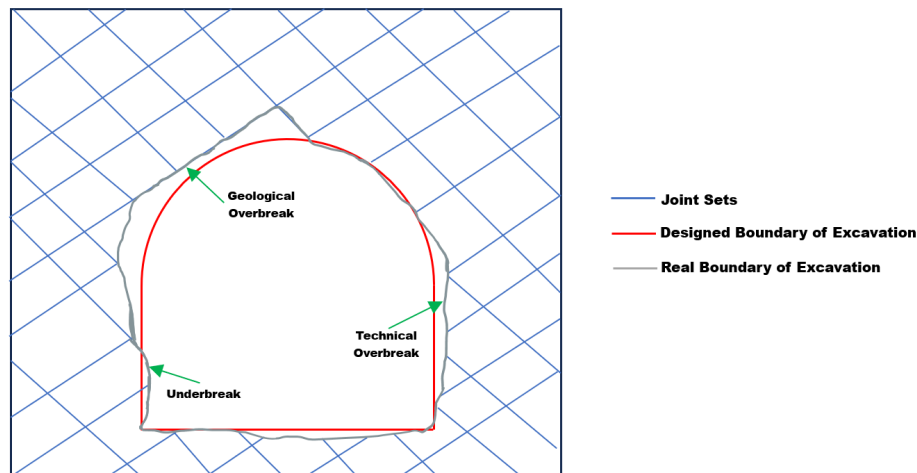 Geological
Overbreak
Technical
Overbreak
Underbreak
Joint Sets
Designed Boundary of Excavation
Real Boundary of Excavation